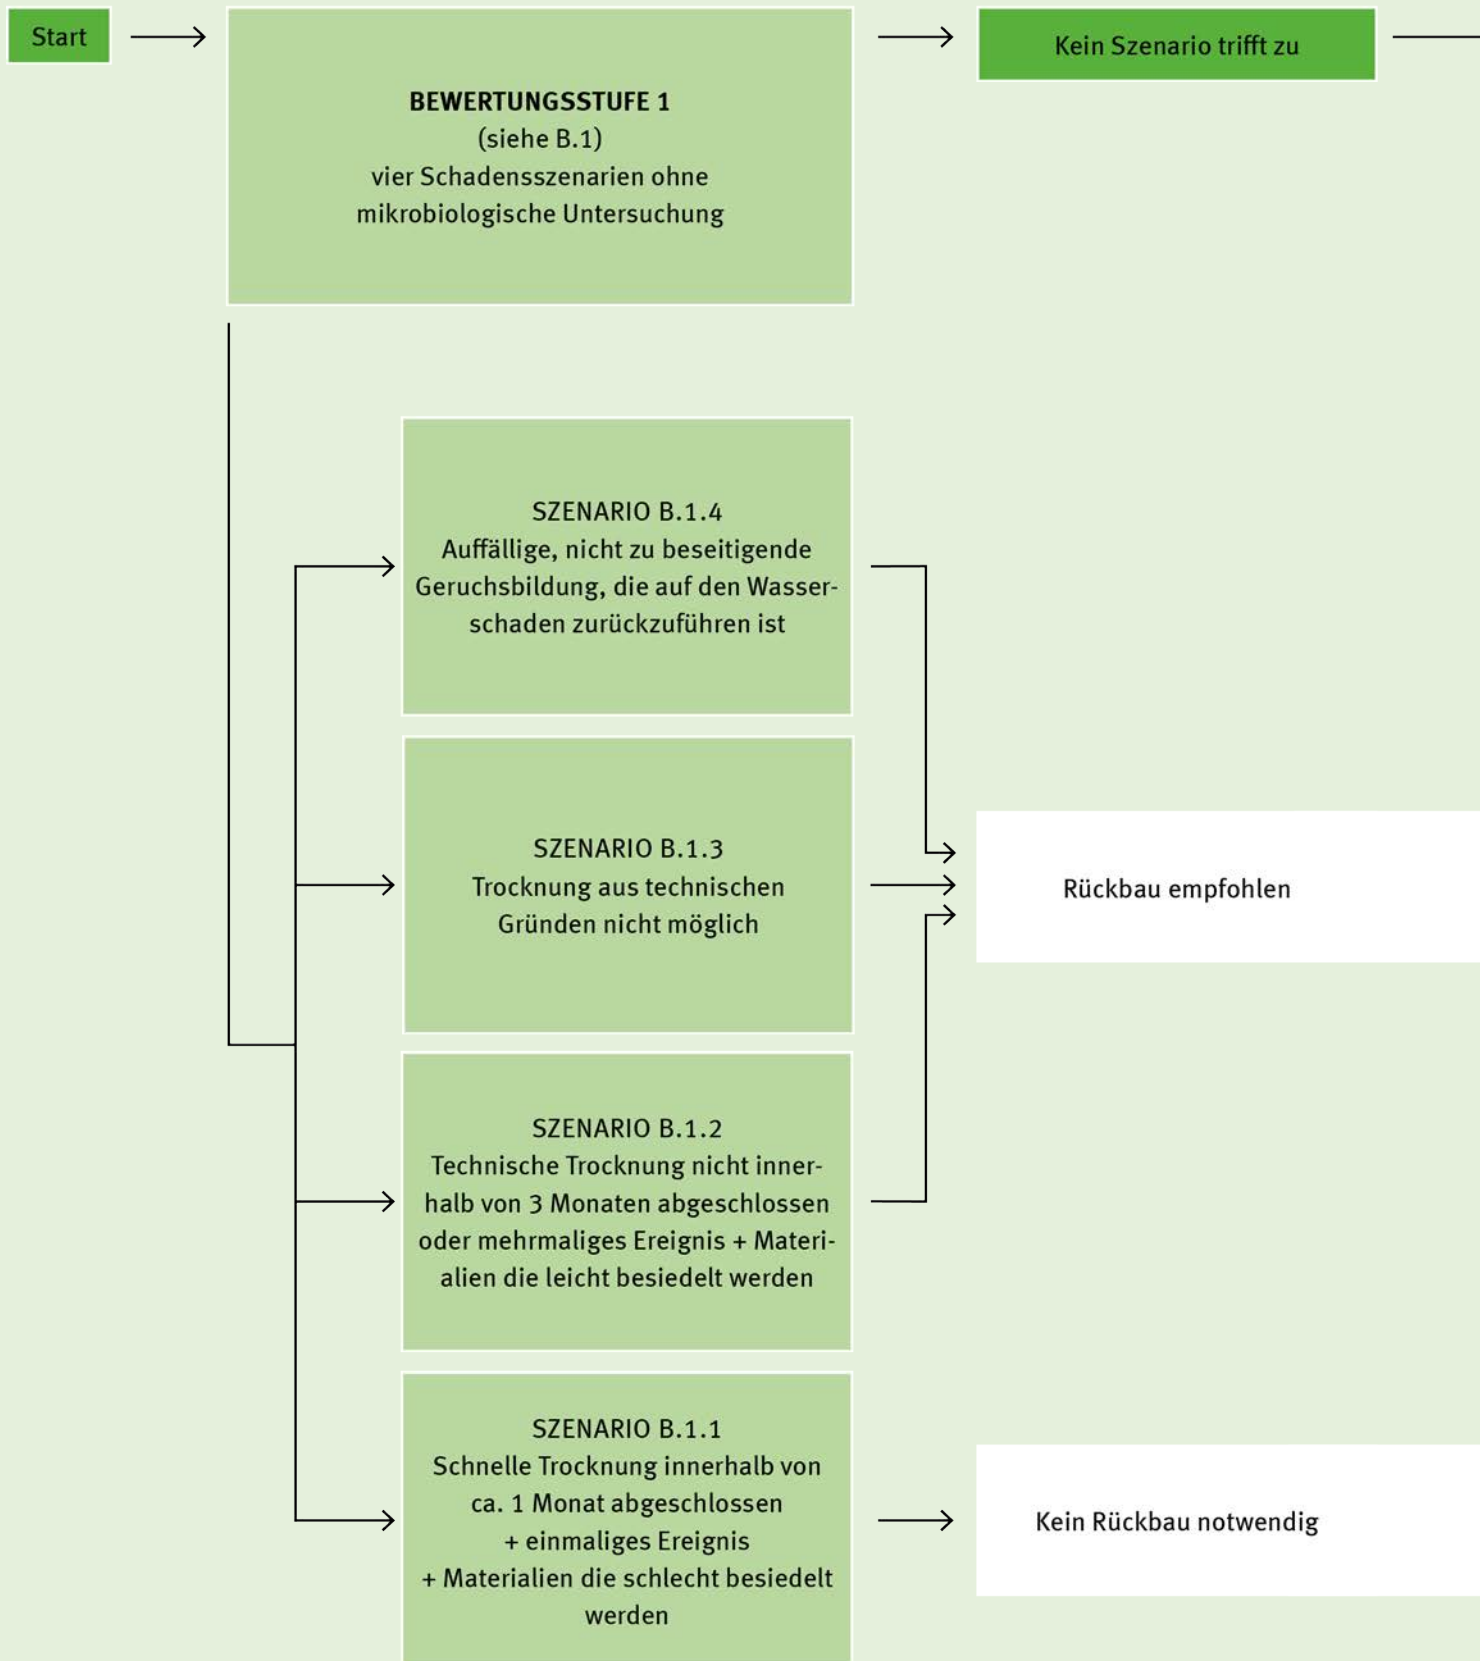 Start
BEWERTUNGSSTUFE 1
(siehe B.1)
vier Schadensszenarien ohne
mikrobiologische Untersuchung
Kein Szenario trifft zu
SZENARIO B.1.4
Auffällige, nicht zu beseitigende
Geruchsbildung, die auf den Wasser-
schaden zurückzuführen ist
SZENARIO B.1.3
Trocknung aus technischen
Gründen nicht möglich
Rückbau empfohlen
SZENARIO B.1.2
Technische Trocknung nicht inner-
halb von 3 Monaten abgeschlossen
oder mehrmaliges Ereignis + Materi-
alien die leicht besiedelt werden
SZENARIO B.1.1
Schnelle Trocknung innerhalb von
ca. 1 Monat abgeschlossen
+ einmaliges Ereignis
+ Materialien die schlecht besiedelt
werden
Kein Rückbau notwendig